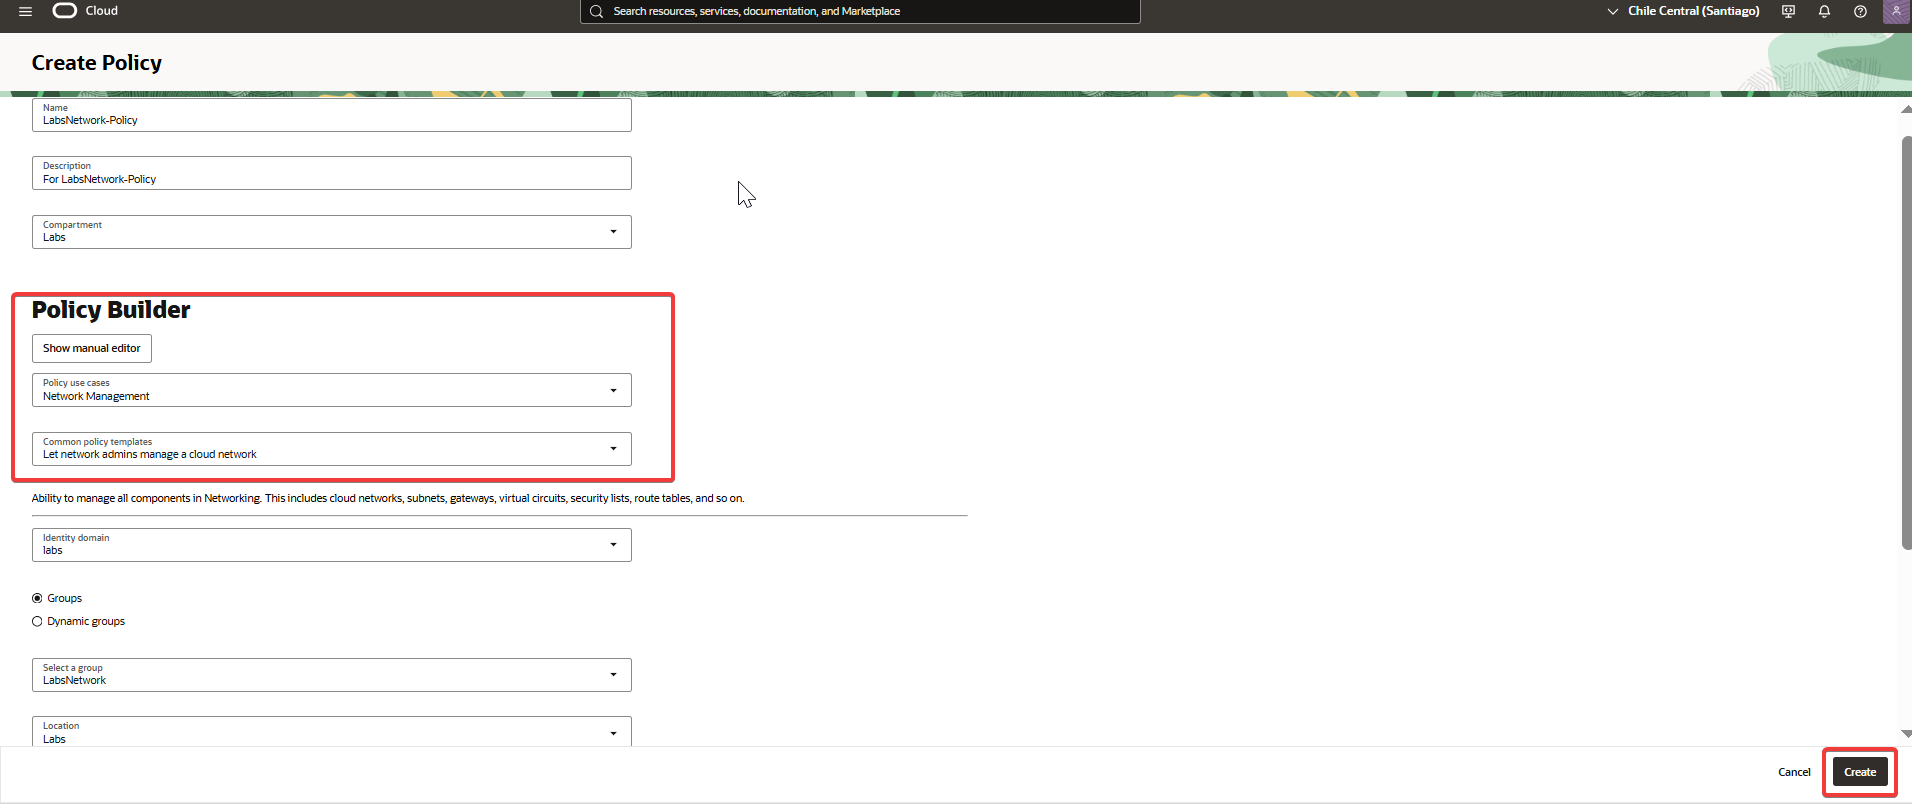 Cloud
Search resources, services, documentation, and Marketplace
Chile Central (Santiago)
Create Policy
Name
LabsNetwork-Policy
Description
For LabsNetwork-Policy
Compartment
Labs
Policy Builder
Show manual editor
Policy use cases
Network Management
Common policy templates
Let network admins manage a cloud network
Ability to manage all components in Networking. This includes cloud networks, subnets, gateways, virtual circuits, security lists, route tables, and so on.
Identity domain
labs
Groups
Dynamic groups
Select a group
LabsNetwork
Location
Labs
Cancel
Create